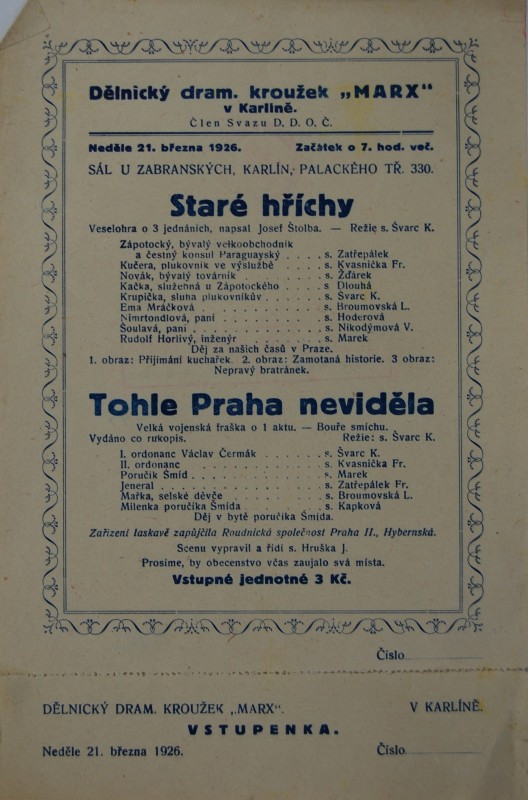 Dělnický dram. kroužek „MARX“
v Karlíně.
Člen Svazu D. D. O. Č.
Neděle 21. března 1926. Začátek o 7. hod. več.
SÁL U ZABRANSKÝCH, KARLÍN, PALACKÉHO TŘ. 330.
Staré hříchy
Veselohra o 3 jednáních, napsal Josef Štolba. — Režie s. Švarc K.
Zápotocký, bývalý velkoobchodník
a čestný konsul Paraguayský . . . . s. Zatřepálek
Kučera, plukovník ve výslužbě . . . . s. Kvasnička Fr.
Novák, bývalý továrník . . . . . . . s. Žďárek
Kačka, služebná u Zápotockého . . . . s Dlouhá
Krupička, sluha plukovníkův . . . . . s. Švarc K.
Ema Mráčková . . . . . . . . . . s. Broumovská L.
Nimrtondlová, paní . . . . . . . . s. Hoderová
Šoulavá, paní . . . . . . . . . . s. Nikodýmová V.
Rudolf Horlivý, inženýr . . . . . . . s. Marek
Děj za našich časů v Praze.
1. obraz: Přijímání kuchařek. 2. obraz: Zamotaná historie. 3 obraz:
Nepravý bratránek.
Tohle Praha neviděla
Velká vojenská fraška o 1 aktu. — Bouře smíchu.
Vydáno co rukopis. Režie: s. Švarc K.
I. ordonanc Václav Čermák . . . . . . s. Švarc K.
II. ordonanc . . . . . . . . . . . s. Kvasnička Fr.
Poručík Šmíd . . . . . . . . . . . s. Marek
Jeneral . . . . . . . . . . . . . s. Zatřepálek Fr.
Mařka, selské děvče . . . . . . . . s. Broumovská L.
Milenka poručíka Šmída . . . . . . . s. Kapková
Děj v bytě poručíka Šmída.
Zařízení laskavě zapůjčila Roudnická společnost Praha II., Hybernská.
Scenu vypravil a řídí s. Hruška J.
Prosíme, by obecenstvo včas zaujalo svá místa.
Vstupné jednotné 3 Kč.
Číslo
DĚLNICKÝ DRAM. KROUŽEK „MARX“. V KARLÍNĚ.
VSTUPENKA.
Neděle 21. března 1926. Číslo